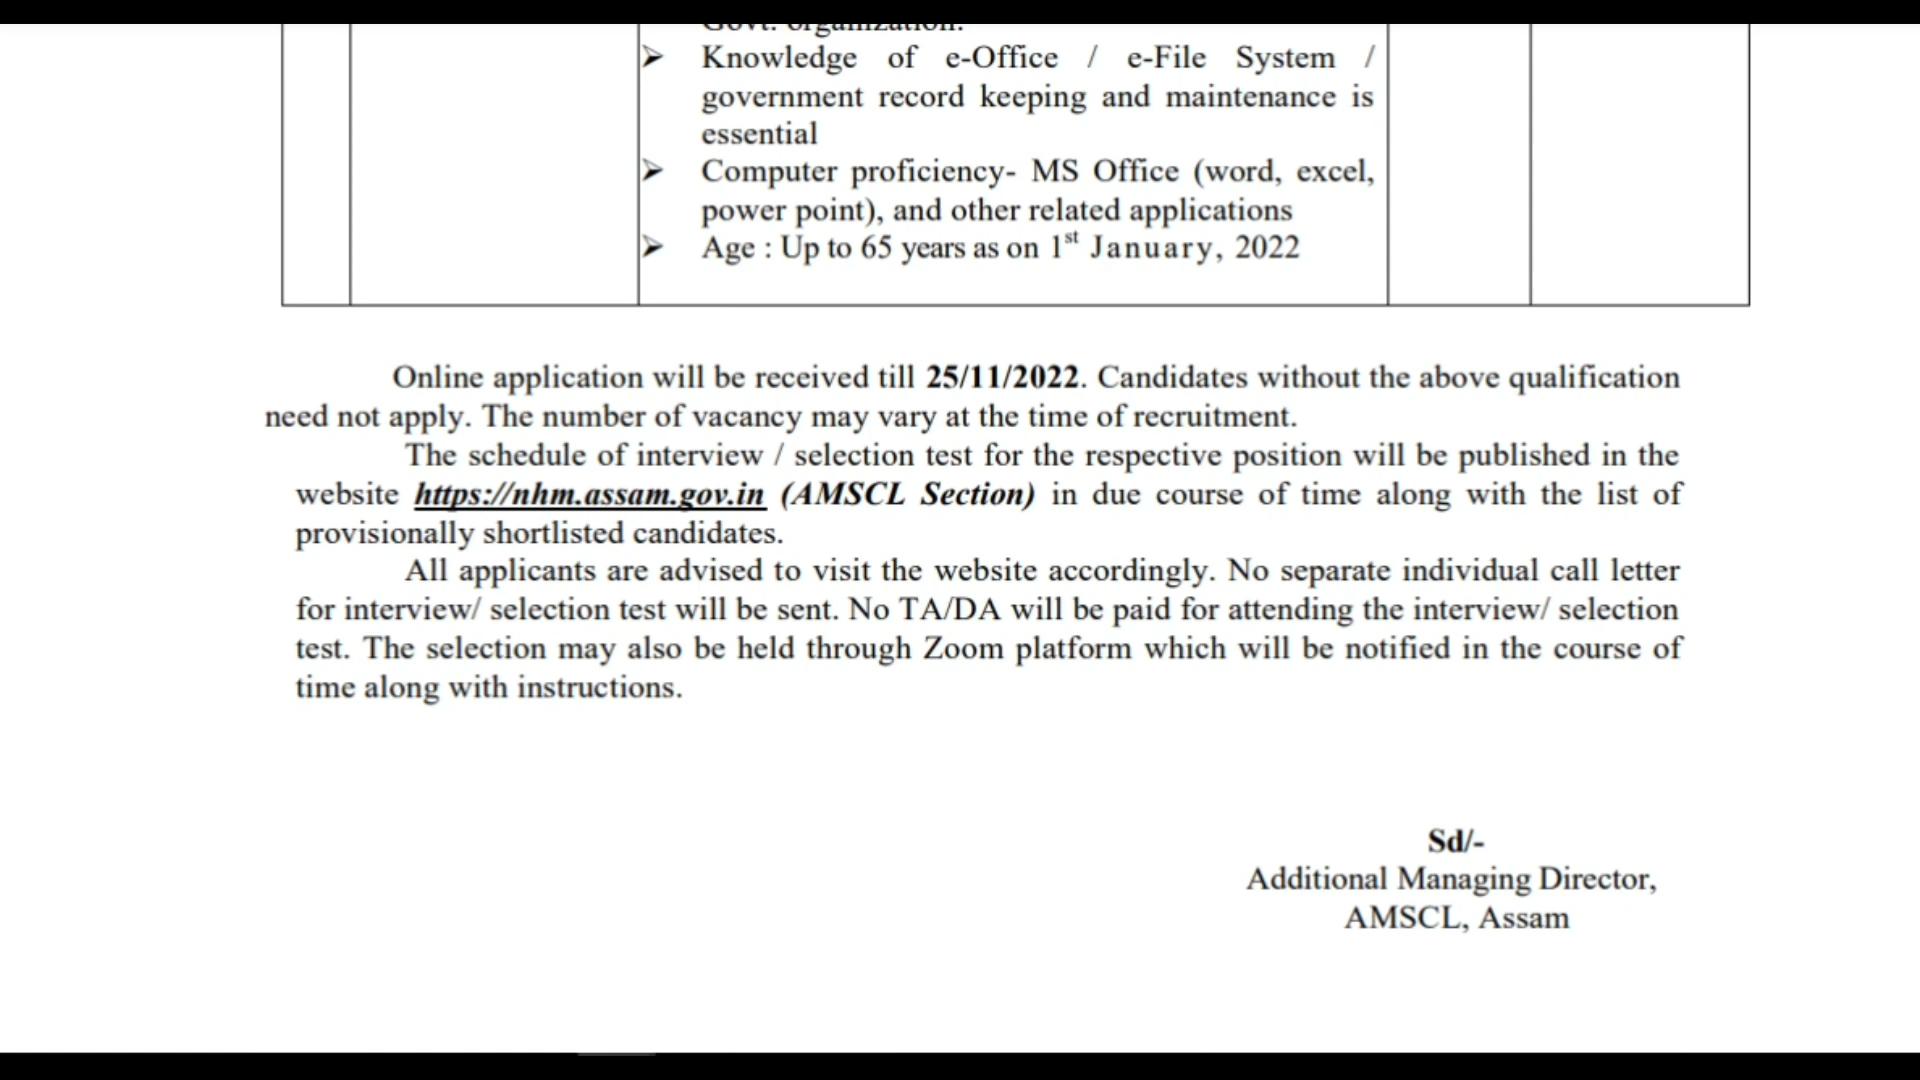 Govt. organization.
➢ Knowledge of e-Office / e-File System /
government record keeping and maintenance is
essential
➢ Computer proficiency- MS Office (word, excel,
power point), and other related applications
➢ Age : Up to 65 years as on 1st January, 2022
Online application will be received till 25/11/2022. Candidates without the above qualification
need not apply. The number of vacancy may vary at the time of recruitment.
The schedule of interview / selection test for the respective position will be published in the
website https://nhm.assam.gov.in (AMSCL Section) in due course of time along with the list of
provisionally shortlisted candidates.
All applicants are advised to visit the website accordingly. No separate individual call letter
for interview/ selection test will be sent. No TA/DA will be paid for attending the interview/ selection
test. The selection may also be held through Zoom platform which will be notified in the course of
time along with instructions.
Sd/-
Additional Managing Director,
AMSCL, Assam